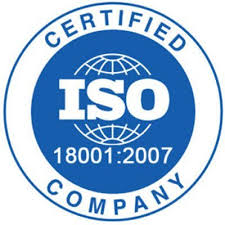 CERTIFIED
ISO
18001:2007
COMPANY